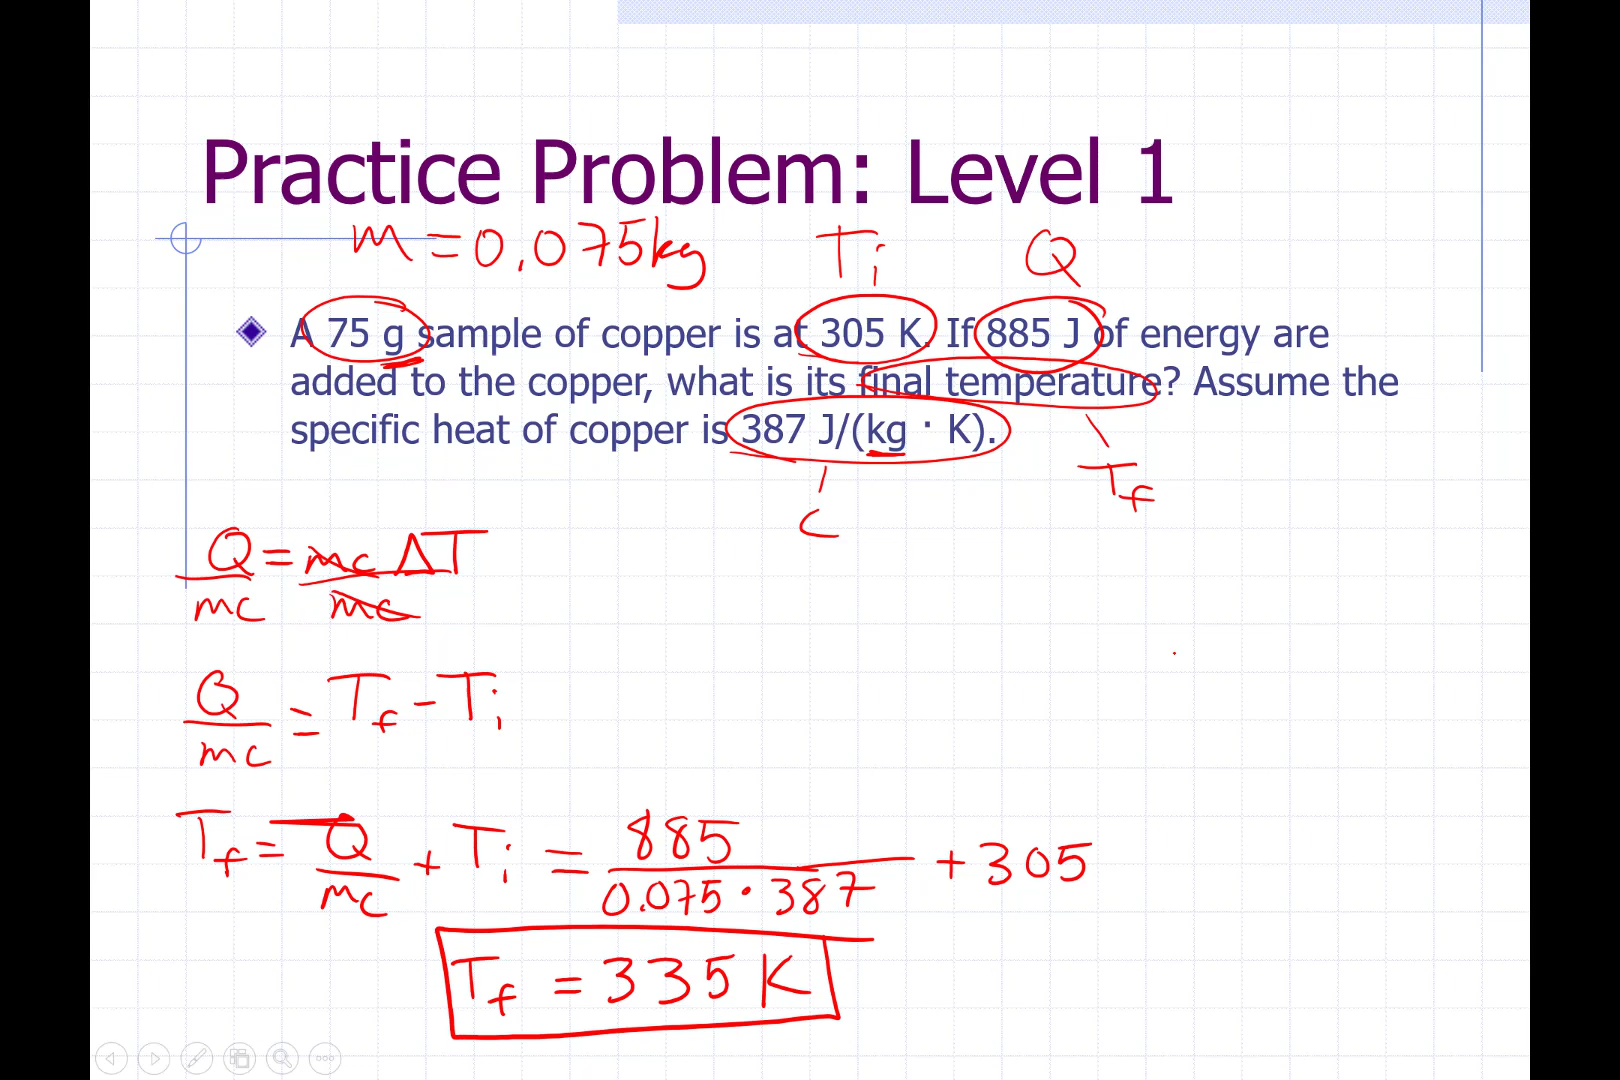 Practice Problem: Level 1
m = 0.075kg Ti Q
A 75 g sample of copper is at 305 K. If 885 J of energy are
added to the copper, what is its final temperature? Assume the
specific heat of copper is 387 J/(kg · K).
Tf
c
Q = mc ΔT
mc mc
Q
mc = Tf - Ti
Tf = Q/mc + Ti = 885/0.075 · 387 + 305
Tf = 335 K